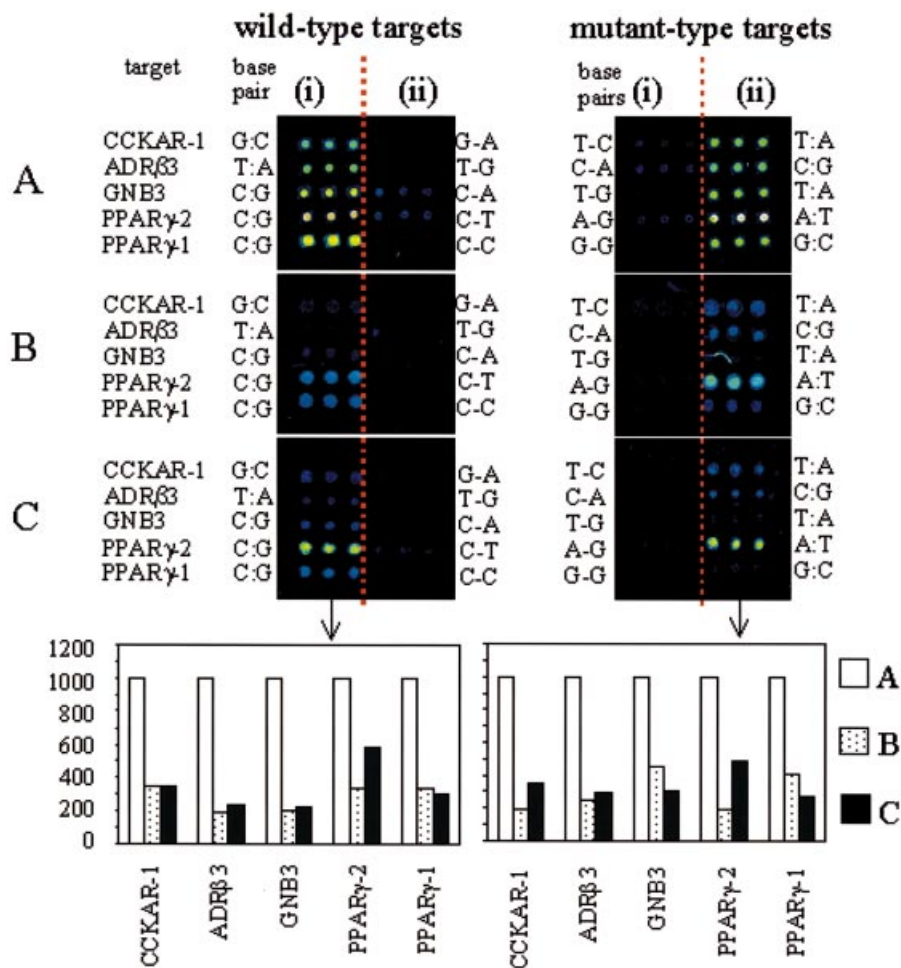 wild-type targets mutant-type targets
target base pair (i) (ii) base pairs (i) (ii)
A
CCKAR-1 G:C G-A T-C T:A
ADRβ3 T:A T-G C-A C:G
GNB3 C:G C-A T-G T:A
PPARγ-2 C:G C-T A-G A:T
PPARγ-1 C:G C-C G-G G:C
B
CCKAR-1 G:C G-A T-C T:A
ADRβ3 T:A T-G C-A C:G
GNB3 C:G C-A T-G T:A
PPARγ-2 C:G C-T A-G A:T
PPARγ-1 C:G C-C G-G G:C
C
CCKAR-1 G:C G-A T-C T:A
ADRβ3 T:A T-G C-A C:G
GNB3 C:G C-A T-G T:A
PPARγ-2 C:G C-T A-G A:T
PPARγ-1 C:G C-C G-G G:C
1200
1000
800
600
400
200
0
A
B
C
CCKAR-1 ADRβ3 GNB3 PPARγ-2 PPARγ-1
CCKAR-1 ADRβ3 GNB3 PPARγ-2 PPARγ-1